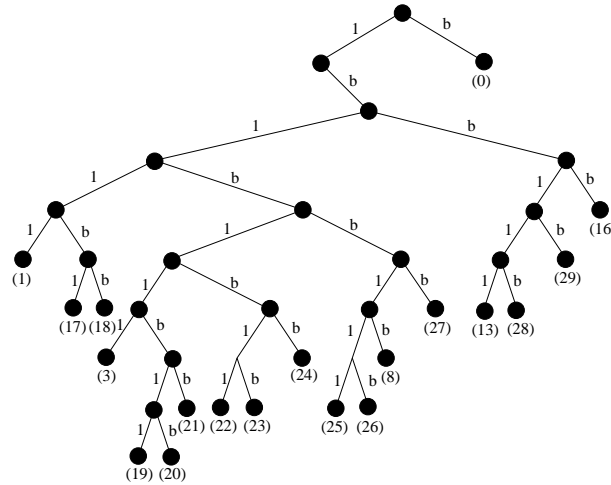 1 b
b (0)
1 b
1 b 1 b
1 b 1 b 1 b (16)
(1) 1 b 1 b 1 b 1 b (29)
(17) (18) 1 b 1 b 1 b (27) (13) (28)
(3) 1 b 1 b (24) 1 b (8)
1 b (21) (22) (23) (25) (26)
(19) (20)